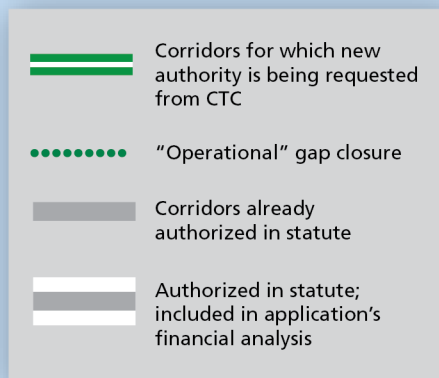 Corridors for which new
authority is being requested
from CTC
“Operational” gap closure
Corridors already
authorized in statute
Authorized in statute;
included in application’s
financial analysis